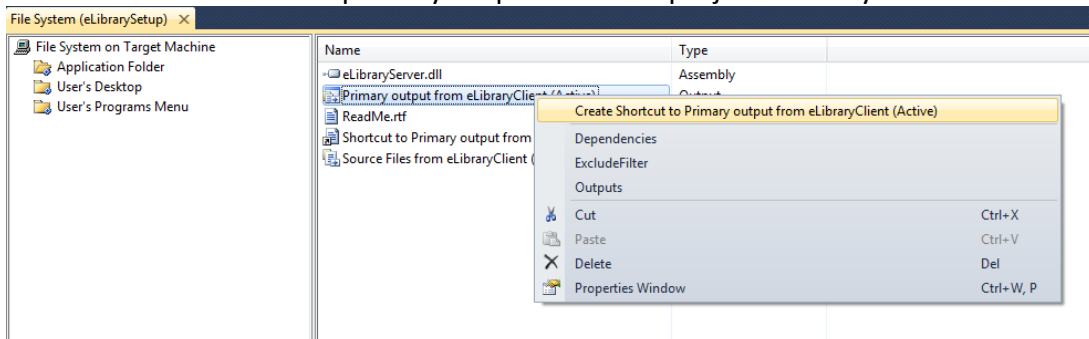 File System (eLibrarySetup) ×
File System on Target Machine
Application Folder
User's Desktop
User's Programs Menu
Name Type
eLibraryServer.dll Assembly
Primary output from eLibraryClient (Active) Output
ReadMe.rtf
Shortcut to Primary output from
Source Files from eLibraryClient (
Create Shortcut to Primary output from eLibraryClient (Active)
Dependencies
ExcludeFilter
Outputs
Cut Ctrl+X
Paste Ctrl+V
Delete Del
Properties Window Ctrl+W, P